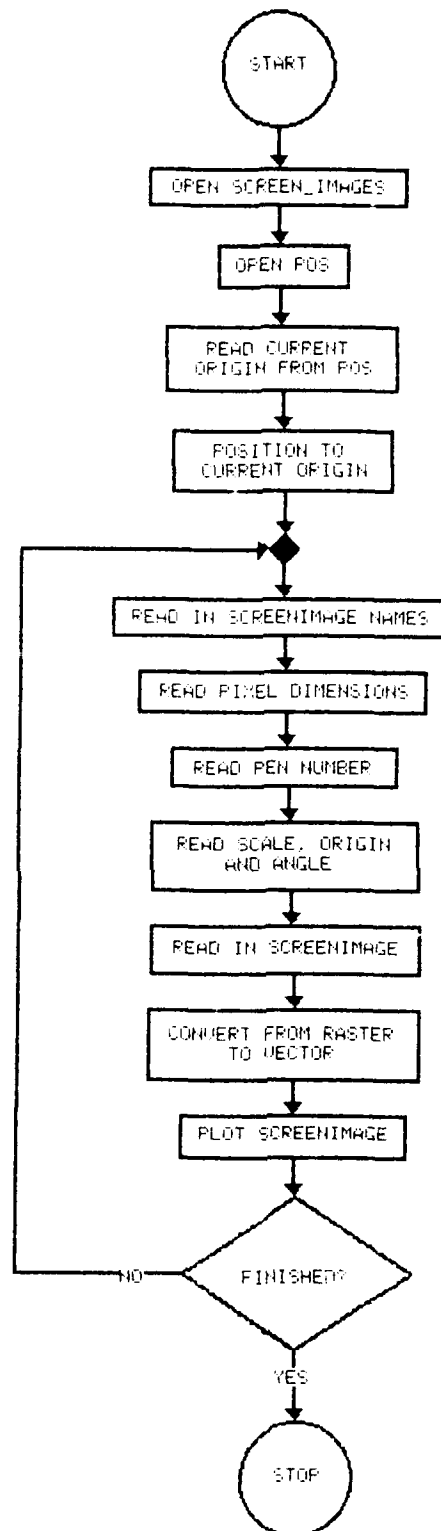 START
OPEN SCREEN_IMAGES
OPEN POS
READ CURRENT
ORIGIN FROM POS
POSITION TO
CURRENT ORIGIN
READ IN SCREENIMAGE NAMES
READ PIXEL DIMENSIONS
READ PEN NUMBER
READ SCALE, ORIGIN
AND ANGLE
READ IN SCREENIMAGE
CONVERT FROM RASTER
TO VECTOR
PLOT SCREENIMAGE
FINISHED?
NO
YES
STOP